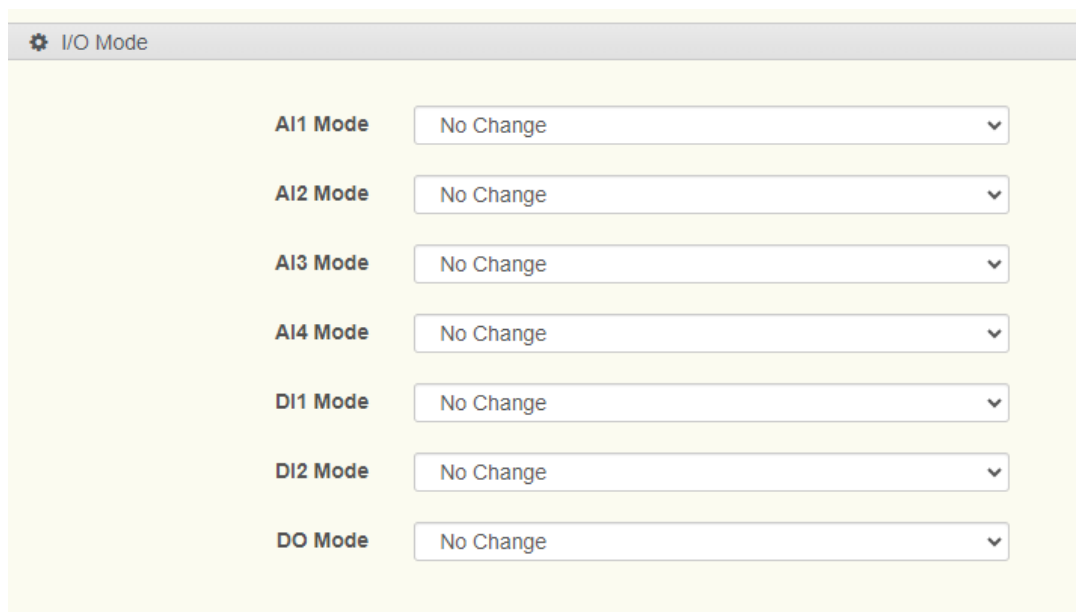 I/O Mode
AI1 Mode No Change
AI2 Mode No Change
AI3 Mode No Change
AI4 Mode No Change
DI1 Mode No Change
DI2 Mode No Change
DO Mode No Change